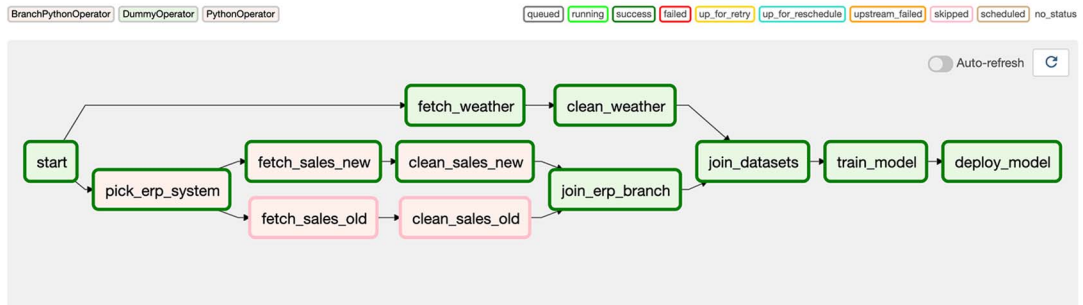 BranchPythonOperator DummyOperator PythonOperator queued running success failed up_for_retry up_for_reschedule upstream_failed skipped scheduled no_status
Auto-refresh
fetch_weather clean_weather
start fetch_sales_new clean_sales_new join_datasets train_model deploy_model
pick_erp_system join_erp_branch
fetch_sales_old clean_sales_old